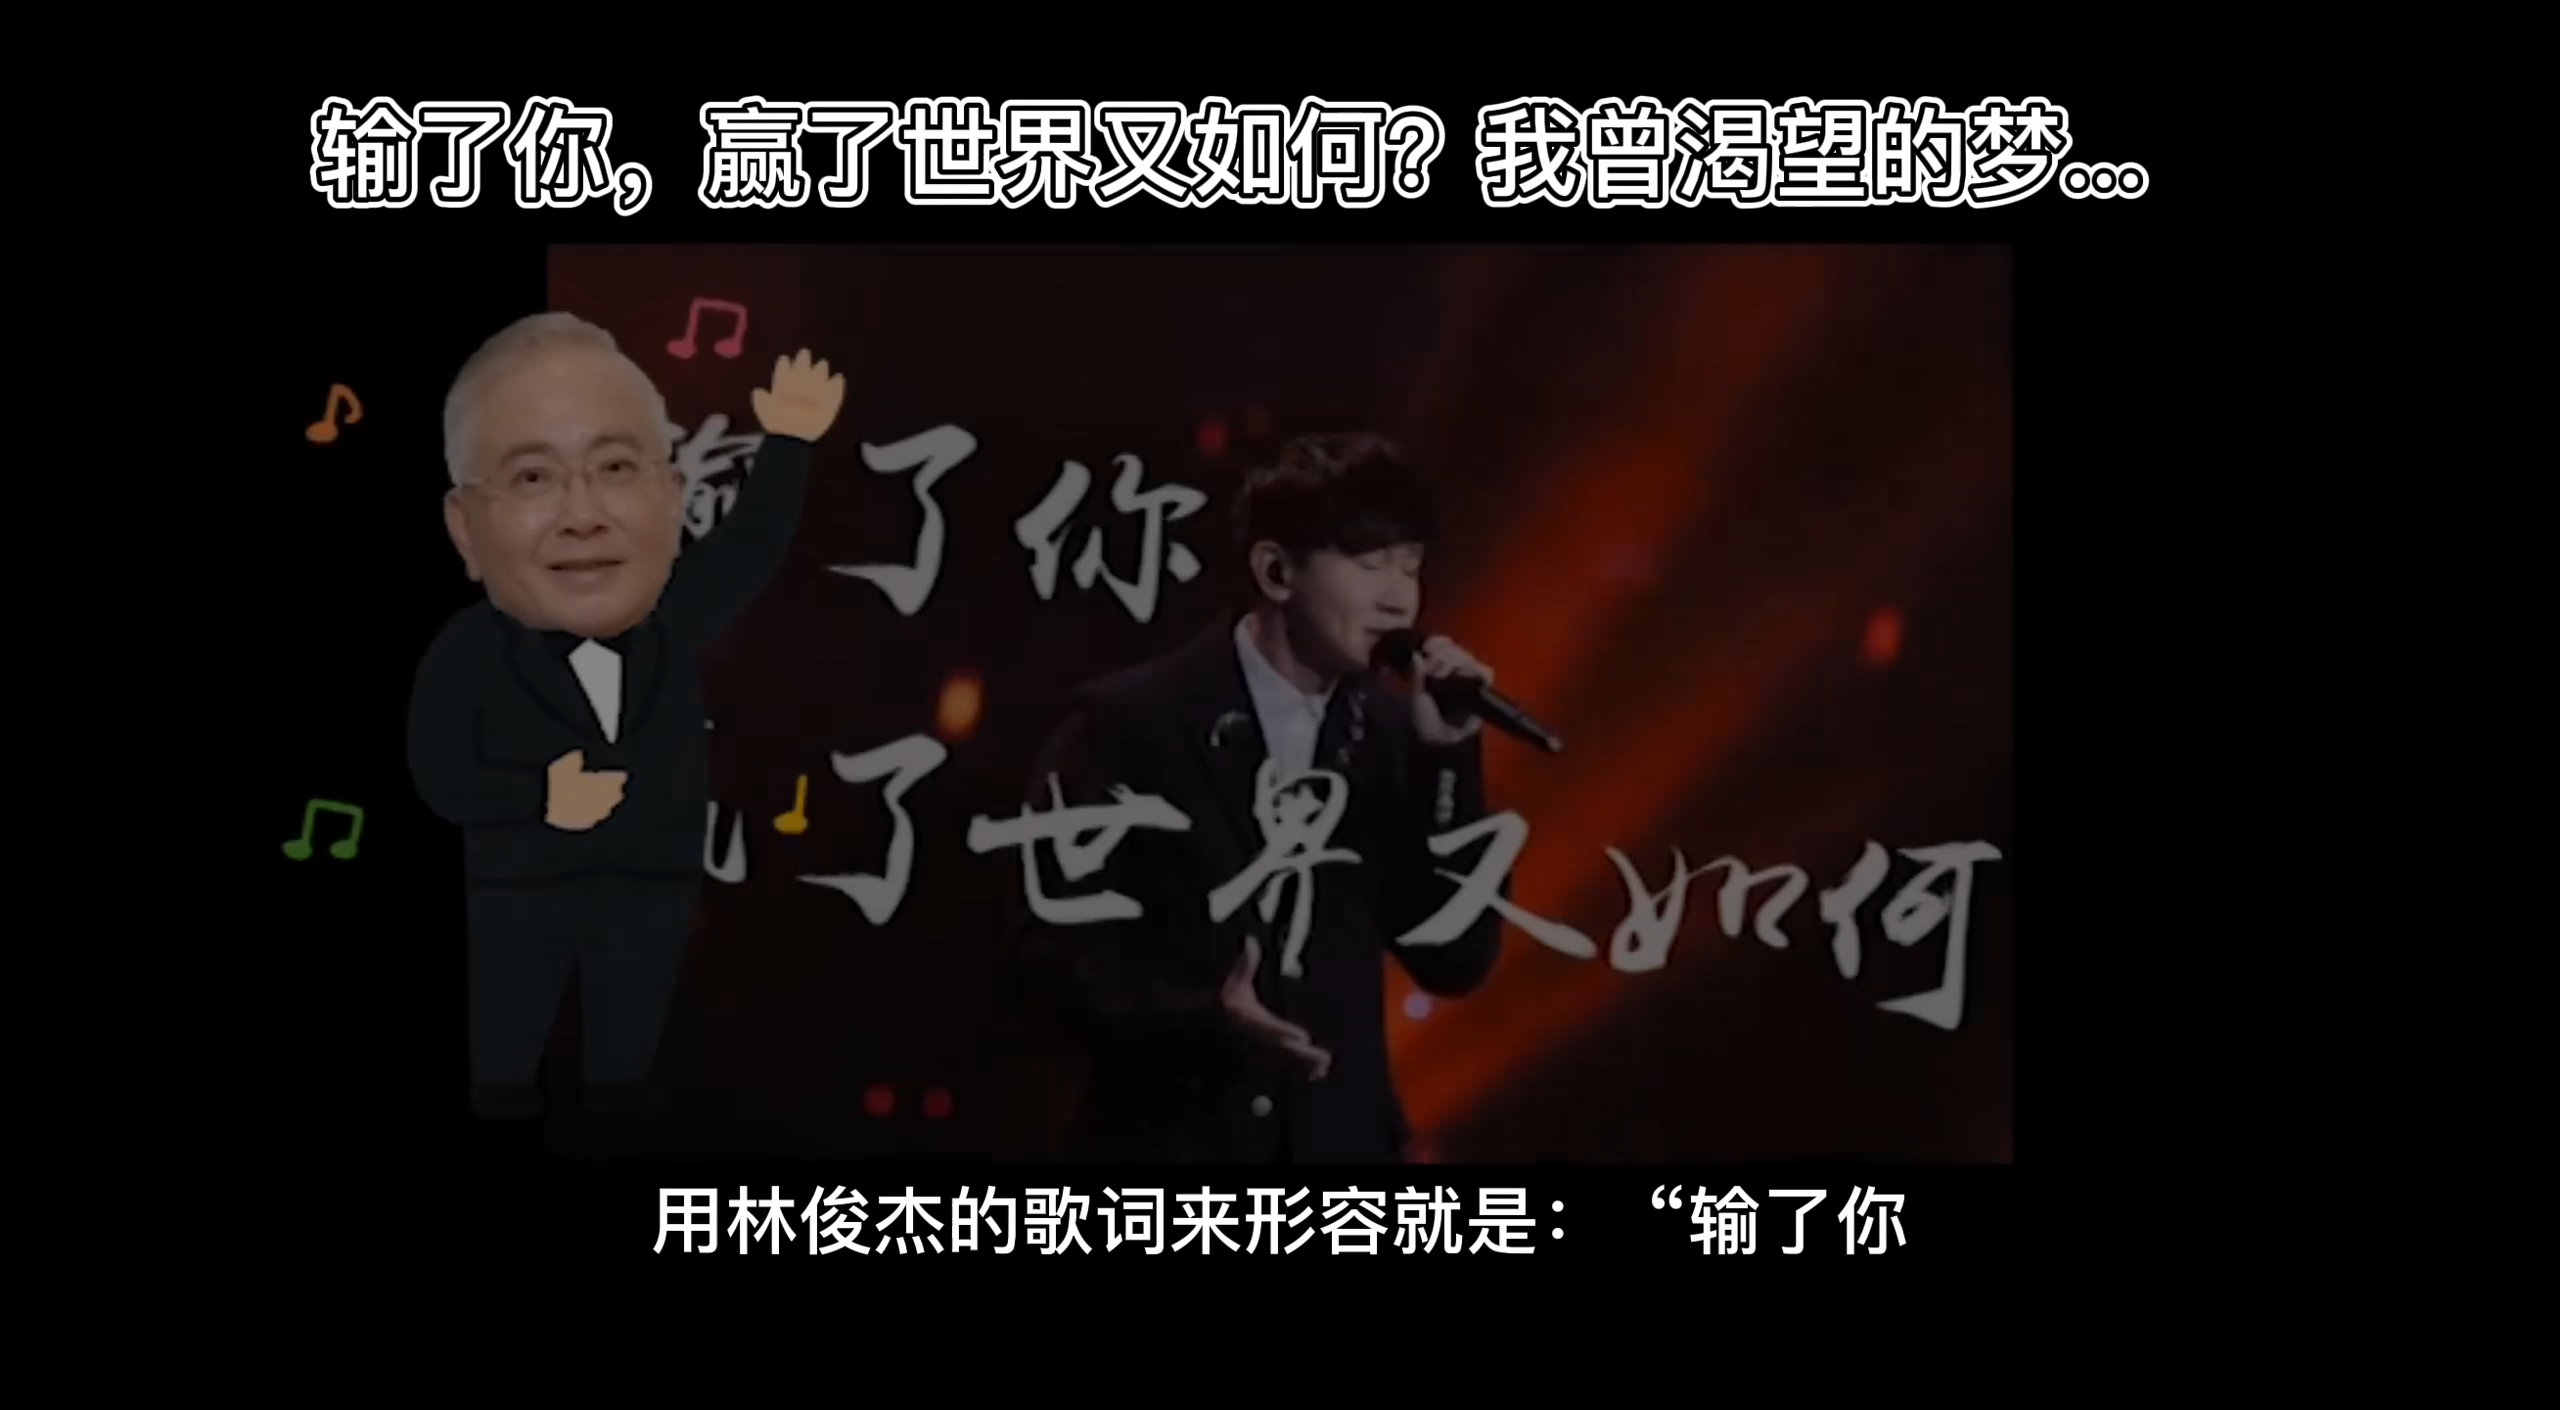 输了你，赢了世界又如何？我曾渴望的梦...
输了你
了世界又如何
用林俊杰的歌词来形容就是：“输了你